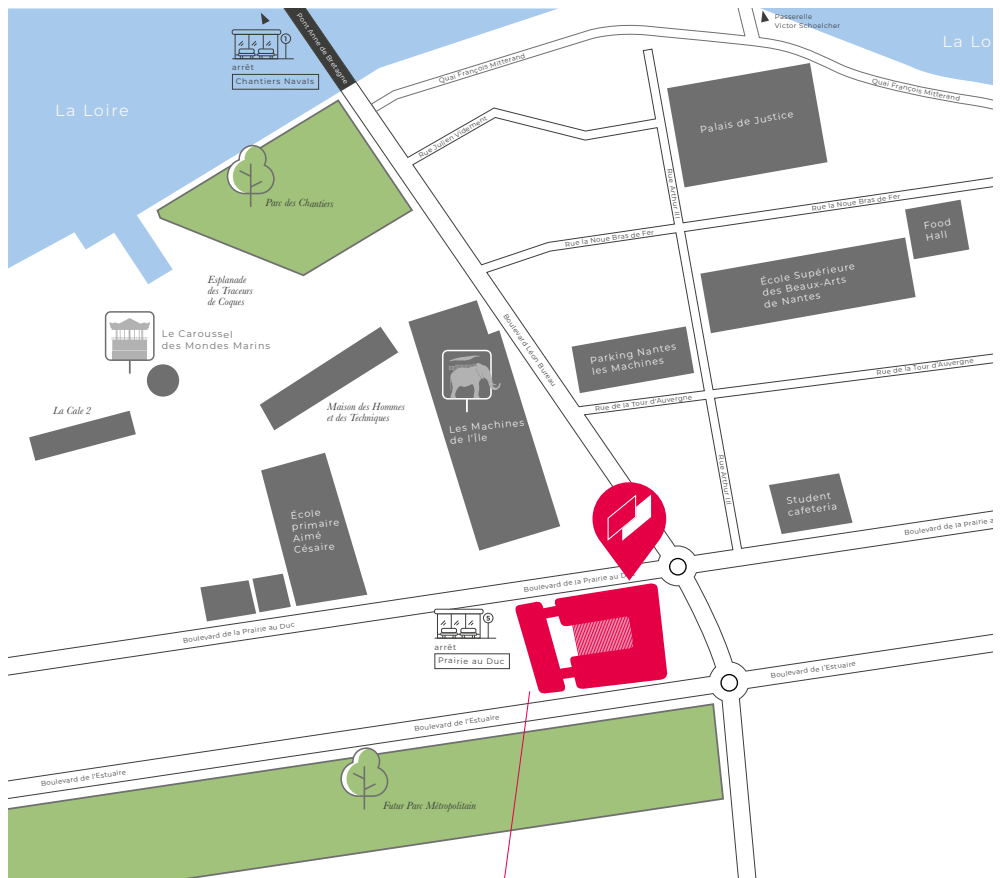 Passerelle
Victor Schoelcher
Pont Anne de Bretagne
1
arrêt
Chantiers Navals
La Loire
La Lo
Quai François Mitterand
Quai François Mitterand
Rue Julien Videment
Palais de Justice
Parc des Chantiers
Rue Arthur III
Rue la Noue Bras de Fer
Rue la Noue Bras de Fer
Food
Hall
École Supérieure
des Beaux-Arts
de Nantes
Esplanade
des Traceurs
de Coques
Le Caroussel
des Mondes Marins
Boulevard Léon Bureau
Parking Nantes
les Machines
Rue de la Tour d'Auvergne
Rue de la Tour d'Auvergne
La Cale 2
Maison des Hommes
et des Techniques
Les Machines
de l'Île
Rue Arthur III
Student
cafeteria
École
primaire
Aimé
Césaire
Boulevard de la Prairie a
Boulevard de la Prairie au D
Boulevard de la Prairie au Duc
5
arrêt
Prairie au Duc
Boulevard de l'Estuaire
Boulevard de l'Estuaire
Boulevard de l'Estuaire
Futur Parc Métropolitain